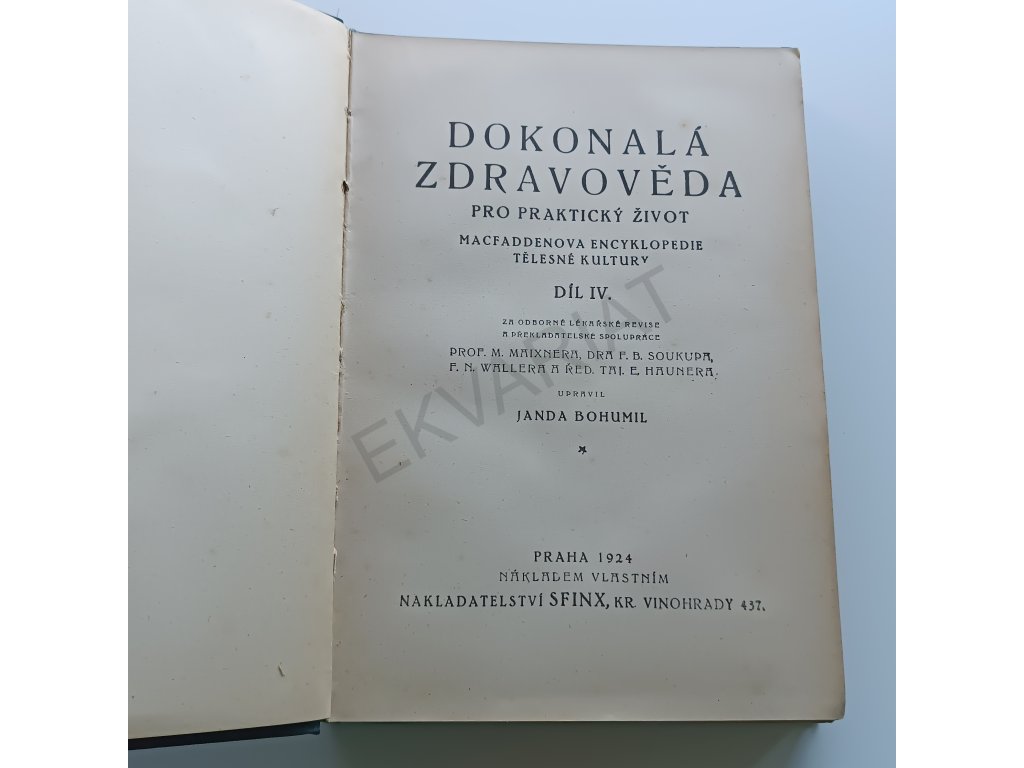 DOKONALÁ
ZDRAVOVĚDA
PRO PRAKTICKÝ ŽIVOT
MACFADDENOVA ENCYKLOPEDIE
TĚLESNÉ KULTURY
DÍL IV.
ZA ODBORNÉ LÉKAŘSKÉ REVISE
A PŘEKLADATELSKÉ SPOLUPRÁCE
PROF. M. MAIXNERA, DRA F. B. SOUKUPA,
F. N. WALLERA A ŘED. TAJ. E. HAUNERA
UPRAVIL
JANDA BOHUMIL
PRAHA 1924
NÁKLADEM VLASTNÍM
NAKLADATELSTVÍ SFINX, KR. VINOHRADY 437.
EKVARIAT